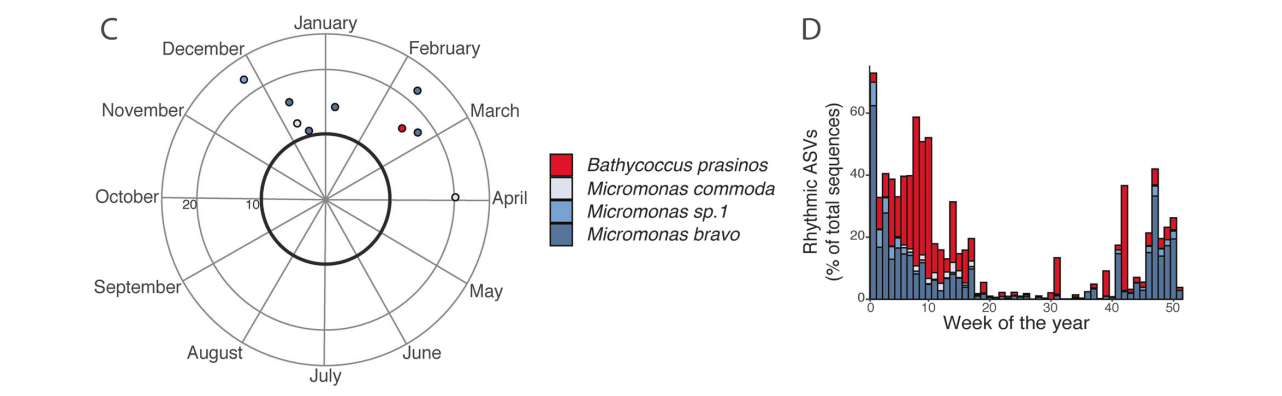 C
January
February
March
April
May
June
July
August
September
October
November
December
20
10
Bathycoccus prasinos
Micromonas commoda
Micromonas sp.1
Micromonas bravo
D
Rhythmic ASVs
(% of total sequences)
60
40
20
0
0
10
20
30
40
50
Week of the year